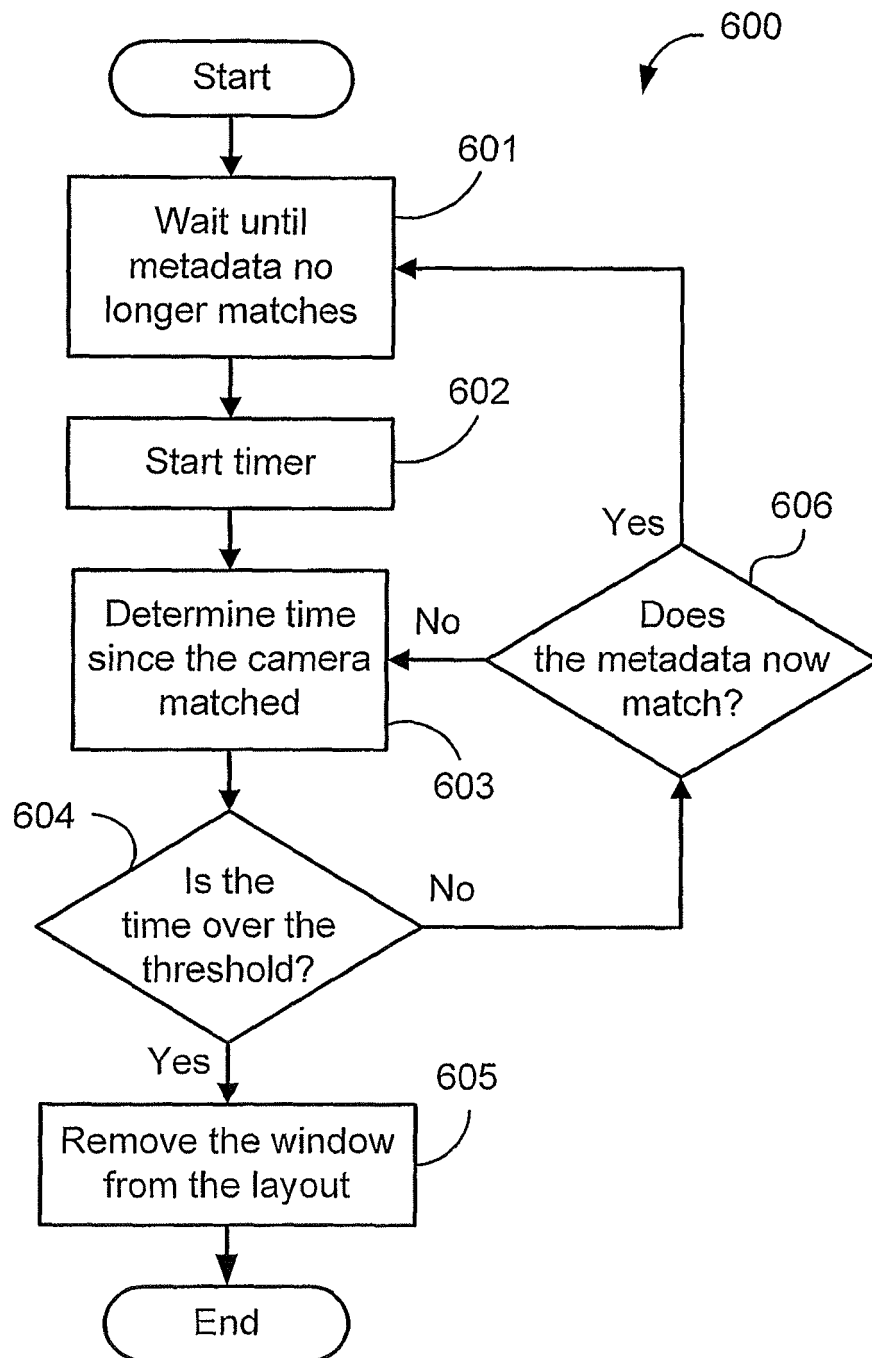 600
Start
601
Wait until
metadata no
longer matches
602
Start timer
606
Yes
Determine time
since the camera
matched
No
Does
the metadata now
match?
603
604
Is the
time over the
threshold?
No
Yes
605
Remove the window
from the layout
End